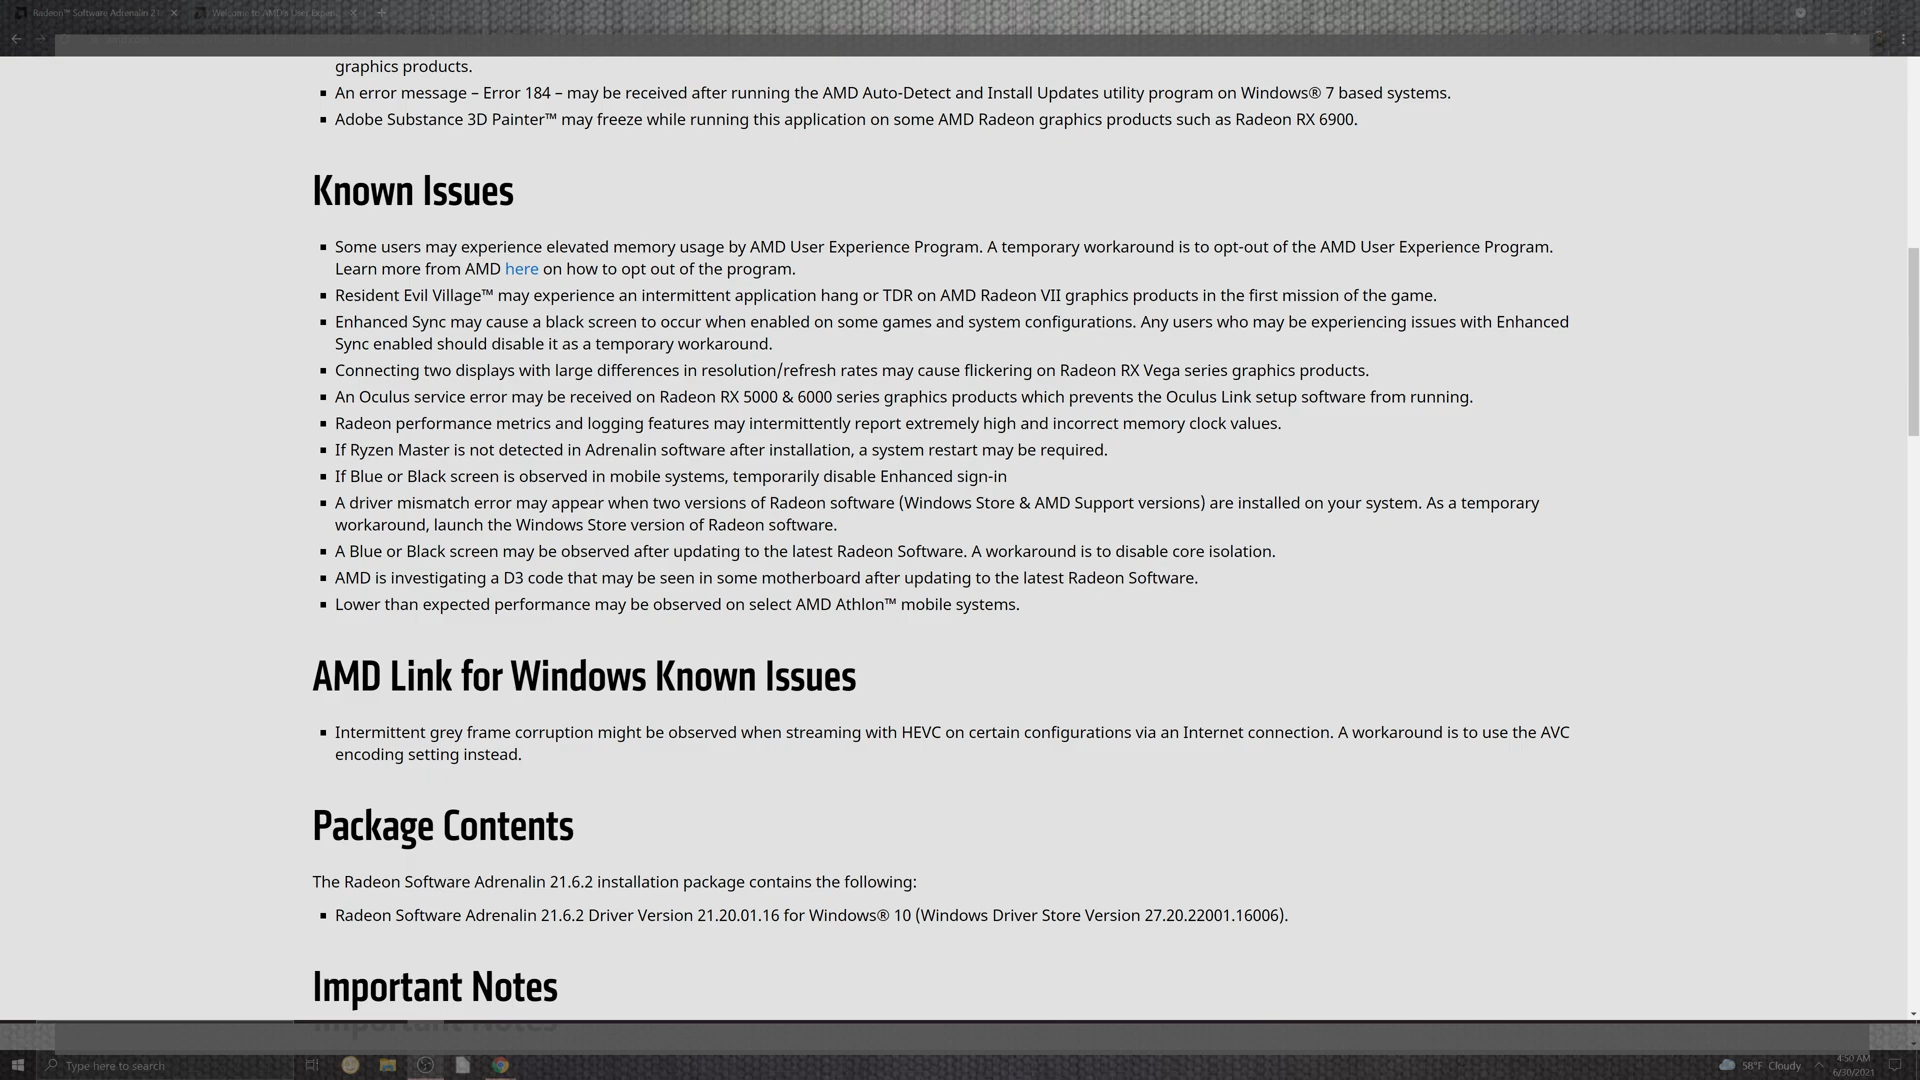 Radeon™ Software Adrenalin 21
Welcome to AMD's User Experi
graphics products.
▪ An error message – Error 184 – may be received after running the AMD Auto-Detect and Install Updates utility program on Windows® 7 based systems.
▪ Adobe Substance 3D Painter™ may freeze while running this application on some AMD Radeon graphics products such as Radeon RX 6900.
Known Issues
▪ Some users may experience elevated memory usage by AMD User Experience Program. A temporary workaround is to opt-out of the AMD User Experience Program.
Learn more from AMD here on how to opt out of the program.
▪ Resident Evil Village™ may experience an intermittent application hang or TDR on AMD Radeon VII graphics products in the first mission of the game.
▪ Enhanced Sync may cause a black screen to occur when enabled on some games and system configurations. Any users who may be experiencing issues with Enhanced
Sync enabled should disable it as a temporary workaround.
▪ Connecting two displays with large differences in resolution/refresh rates may cause flickering on Radeon RX Vega series graphics products.
▪ An Oculus service error may be received on Radeon RX 5000 & 6000 series graphics products which prevents the Oculus Link setup software from running.
▪ Radeon performance metrics and logging features may intermittently report extremely high and incorrect memory clock values.
▪ If Ryzen Master is not detected in Adrenalin software after installation, a system restart may be required.
▪ If Blue or Black screen is observed in mobile systems, temporarily disable Enhanced sign-in
▪ A driver mismatch error may appear when two versions of Radeon software (Windows Store & AMD Support versions) are installed on your system. As a temporary
workaround, launch the Windows Store version of Radeon software.
▪ A Blue or Black screen may be observed after updating to the latest Radeon Software. A workaround is to disable core isolation.
▪ AMD is investigating a D3 code that may be seen in some motherboard after updating to the latest Radeon Software.
▪ Lower than expected performance may be observed on select AMD Athlon™ mobile systems.
AMD Link for Windows Known Issues
▪ Intermittent grey frame corruption might be observed when streaming with HEVC on certain configurations via an Internet connection. A workaround is to use the AVC
encoding setting instead.
Package Contents
The Radeon Software Adrenalin 21.6.2 installation package contains the following:
▪ Radeon Software Adrenalin 21.6.2 Driver Version 21.20.01.16 for Windows® 10 (Windows Driver Store Version 27.20.22001.16006).
Important Notes
Type here to search
58°F Cloudy
4:50 AM
6/30/2021